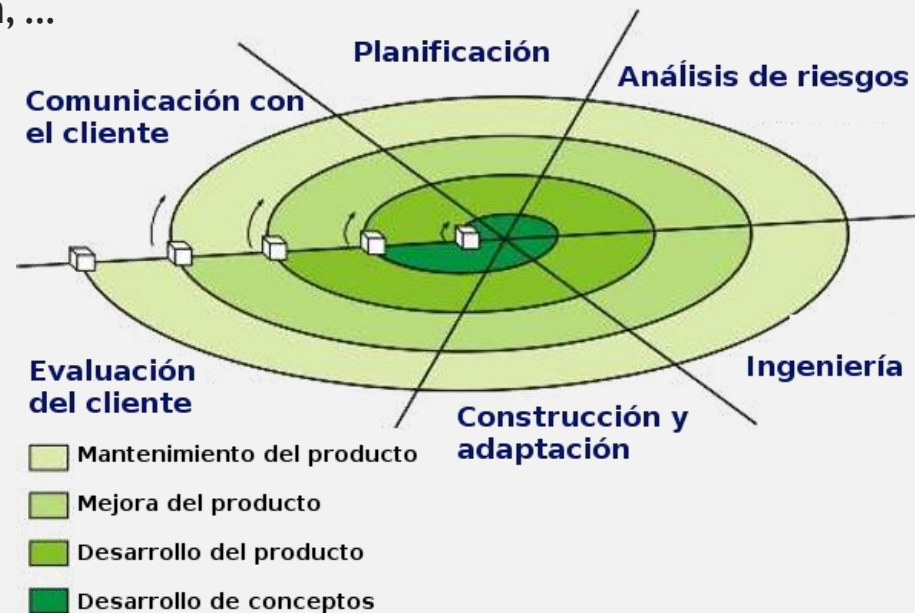 , ...
Planificación
Análisis de riesgos
Comunicación con
el cliente
Evaluación
del cliente
Ingeniería
Construcción y
adaptación
Mantenimiento del producto
Mejora del producto
Desarrollo del producto
Desarrollo de conceptos